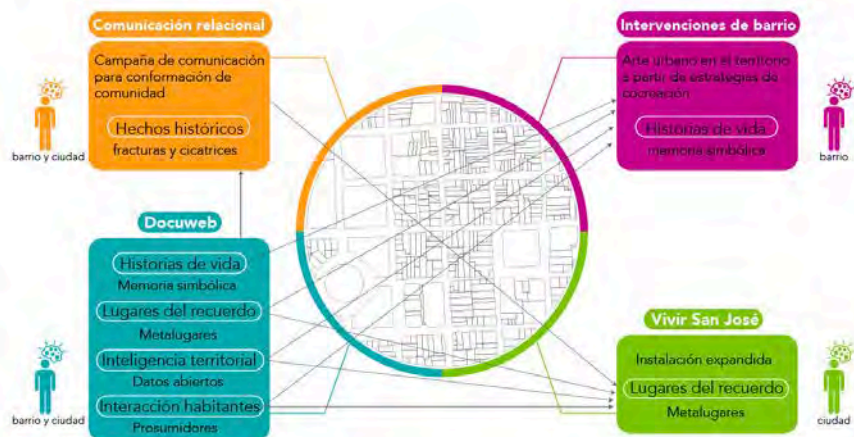 Comunicación relacional
Campaña de comunicación
para conformación de
comunidad
Hechos históricos
fracturas y cicatrices
barrio y ciudad
Intervenciones de barrio
Arte urbano en el territorio
a partir de estrategias de
cocreación
Historias de vida
memoria simbólica
barrio
Docuweb
Historias de vida
Memoria simbólica
Lugares del recuerdo
Metalugares
Inteligencia territorial
Datos abiertos
Interacción habitantes
Prosumidores
barrio y ciudad
Vivir San José
Instalación expandida
Lugares del recuerdo
Metalugares
ciudad